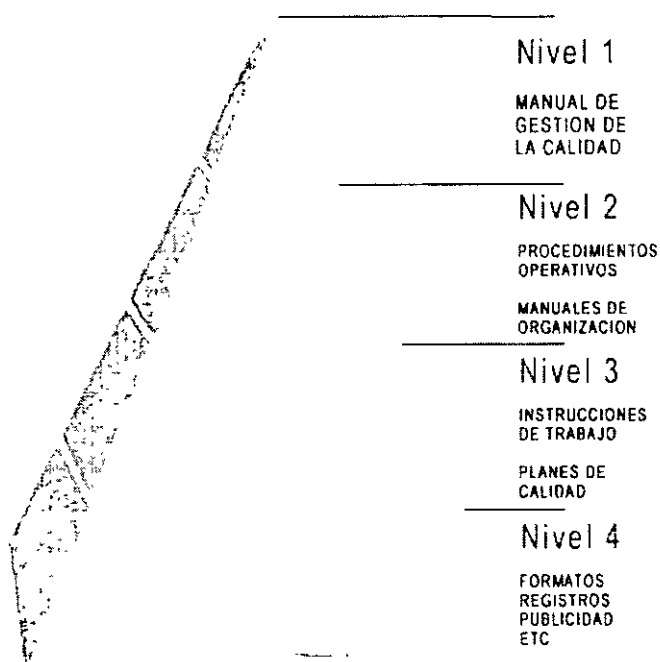 Nivel 1
MANUAL DE
GESTION DE
LA CALIDAD
Nivel 2
PROCEDIMIENTOS
OPERATIVOS
MANUALES DE
ORGANIZACION
Nivel 3
INSTRUCCIONES
DE TRABAJO
PLANES DE
CALIDAD
Nivel 4
FORMATOS
REGISTROS
PUBLICIDAD
ETC